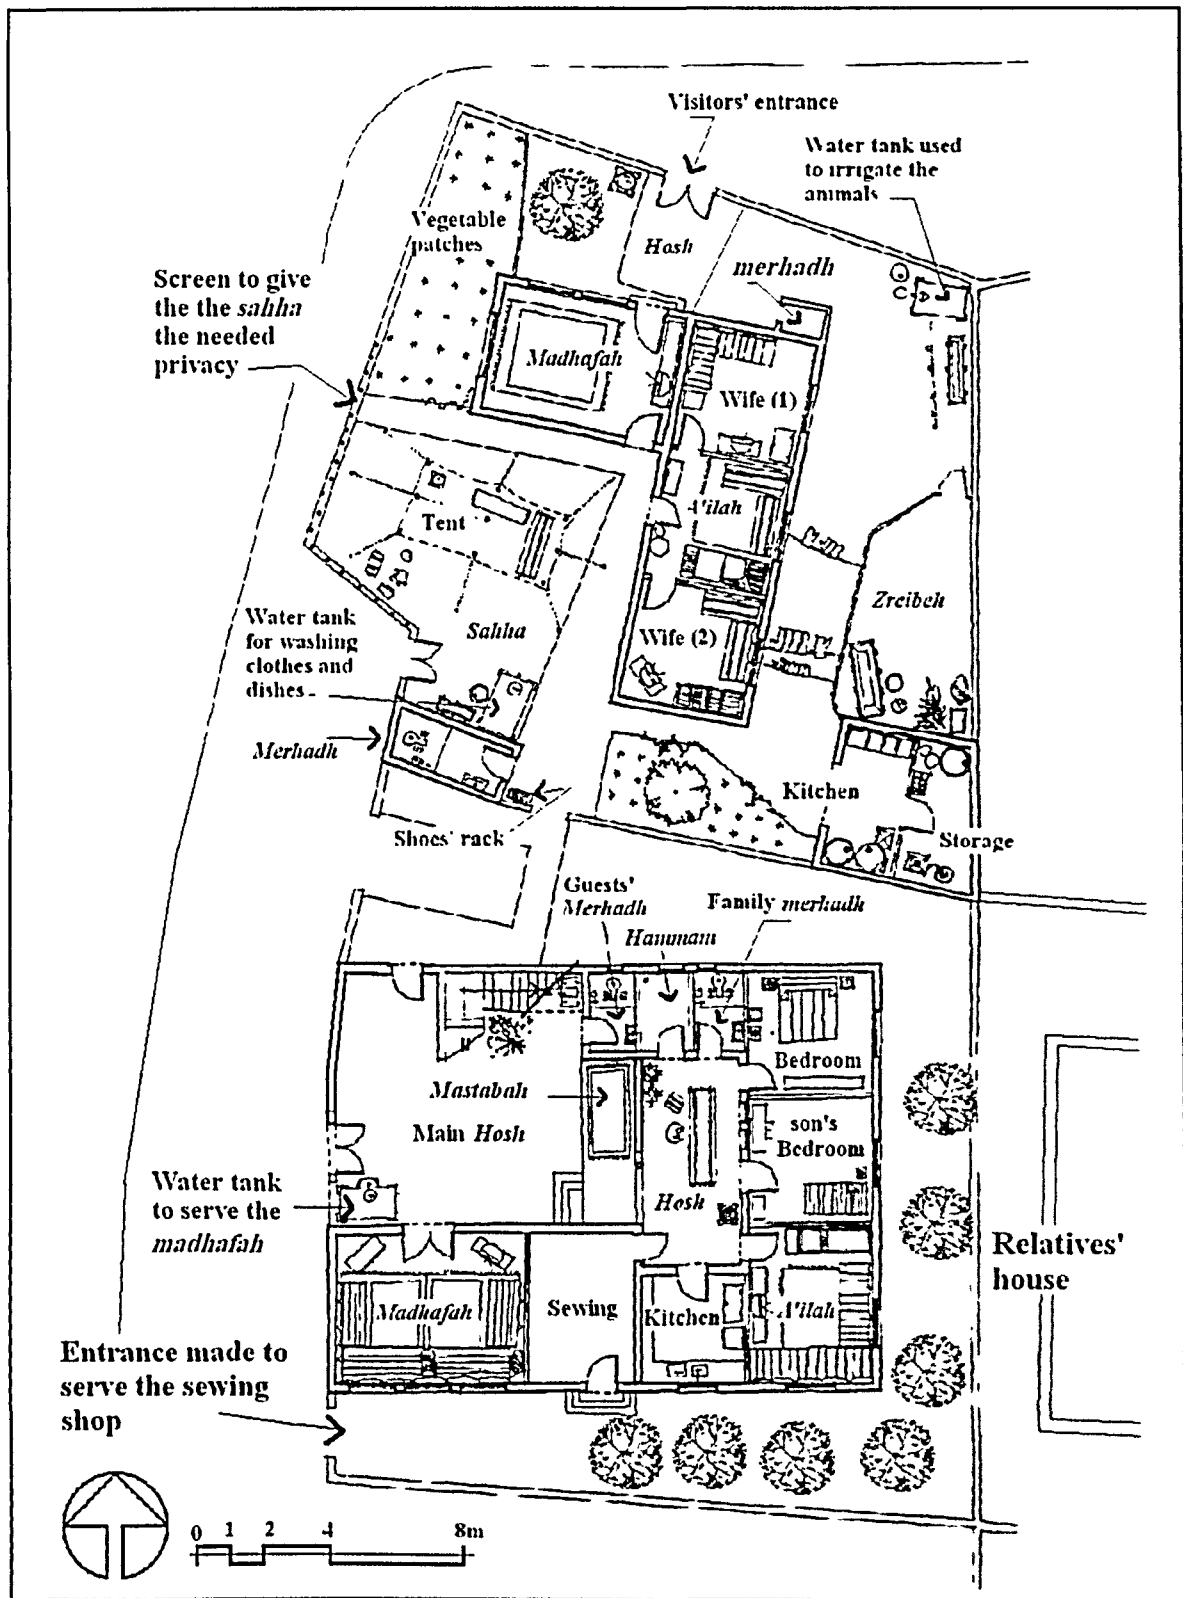 Visitors' entrance
Water tank used
to irrigate the
animals
Vegetable
patches
Hosh
merhadh
Screen to give
the the sahha
the needed
privacy
Madhafah
Wife (1)
A'ilah
Tent
Zreibeh
Water tank
for washing
clothes and
dishes
Sahha
Wife (2)
Merhadh
Kitchen
Shoes' rack
Storage
Guests'
Merhadh
Family merhadh
Hammam
Bedroom
Mastabah
Main Hosh
son's
Bedroom
Water tank
to serve the
madhafah
Hosh
Relatives'
house
Madhafah
Sewing
Kitchen
A'ilah
Entrance made to
serve the sewing
shop
0 1 2 4 8m